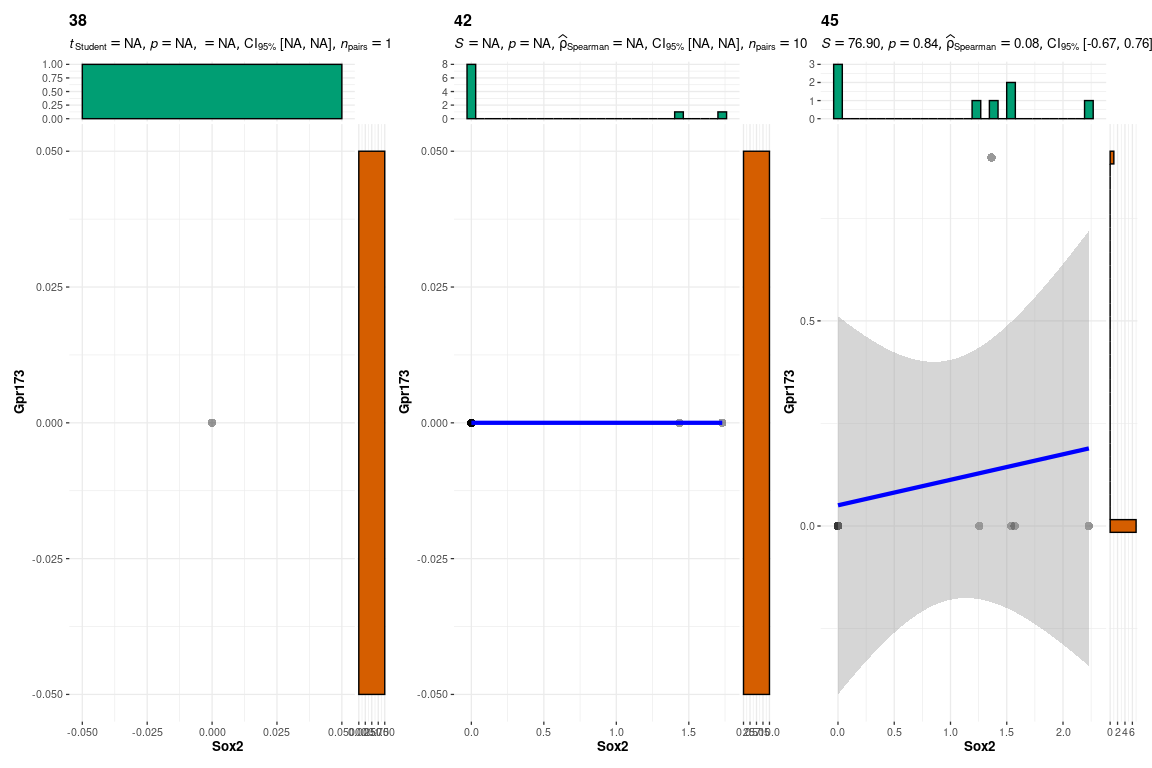 38 42 45
t Student = NA, p = NA, = NA, CI95% [NA, NA], n pairs = 1
S = NA, p = NA, ρ̂ Spearman = NA, CI95% [NA, NA], n pairs = 10
S = 76.90, p = 0.84, ρ̂ Spearman = 0.08, CI95% [-0.67, 0.76]
1.00
0.75
0.50
0.25
0.00
8
6
4
2
0
3
2
1
0
Gpr173
0.050
0.025
0.000
-0.025
-0.050
Gpr173
0.050
0.025
0.000
-0.025
-0.050
Gpr173
0.5
0.0
-0.050 -0.025 0.000 0.025
0.0 0.5 1.0 1.5
0.0 0.5 1.0 1.5 2.0 0 2 4 6
Sox2 Sox2 Sox2